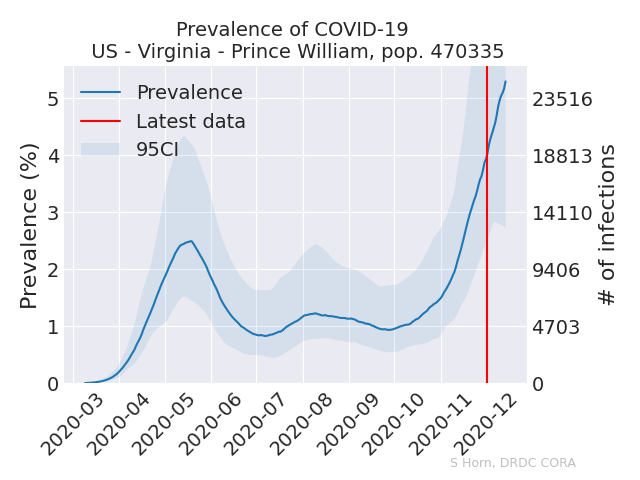 Prevalence of COVID-19
US - Virginia - Prince William, pop. 470335
Prevalence
Latest data
95CI
Prevalence (%)
5
4
3
2
1
0
23516
18813
14110
9406
4703
0
# of infections
2020-03
2020-04
2020-05
2020-06
2020-07
2020-08
2020-09
2020-10
2020-11
2020-12
S Horn, DRDC CORA